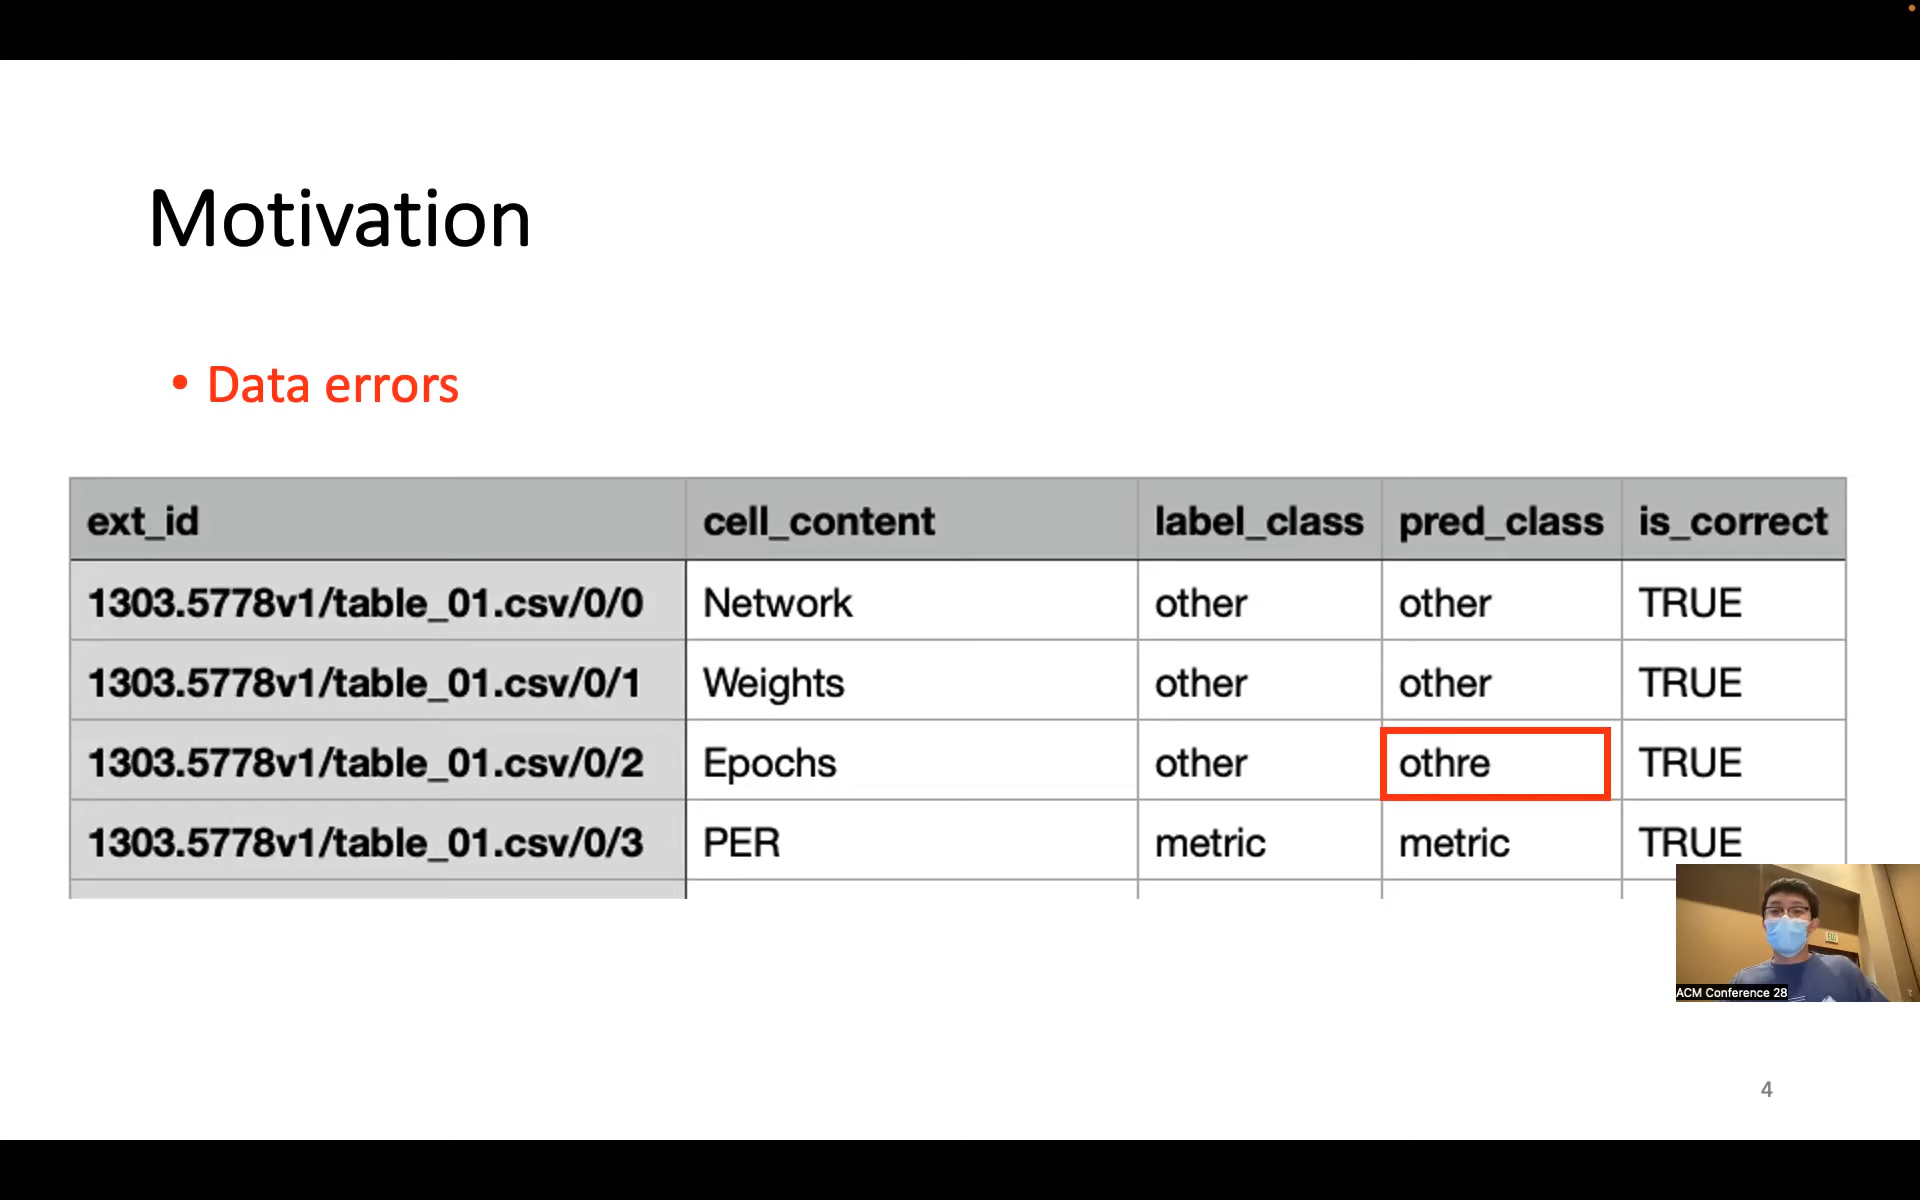 Motivation
• Data errors
ext_id cell_content label_class pred_class is_correct
1303.5778v1/table_01.csv/0/0 Network other other TRUE
1303.5778v1/table_01.csv/0/1 Weights other other TRUE
1303.5778v1/table_01.csv/0/2 Epochs other othre TRUE
1303.5778v1/table_01.csv/0/3 PER metric metric TRUE
ACM Conference 28
4